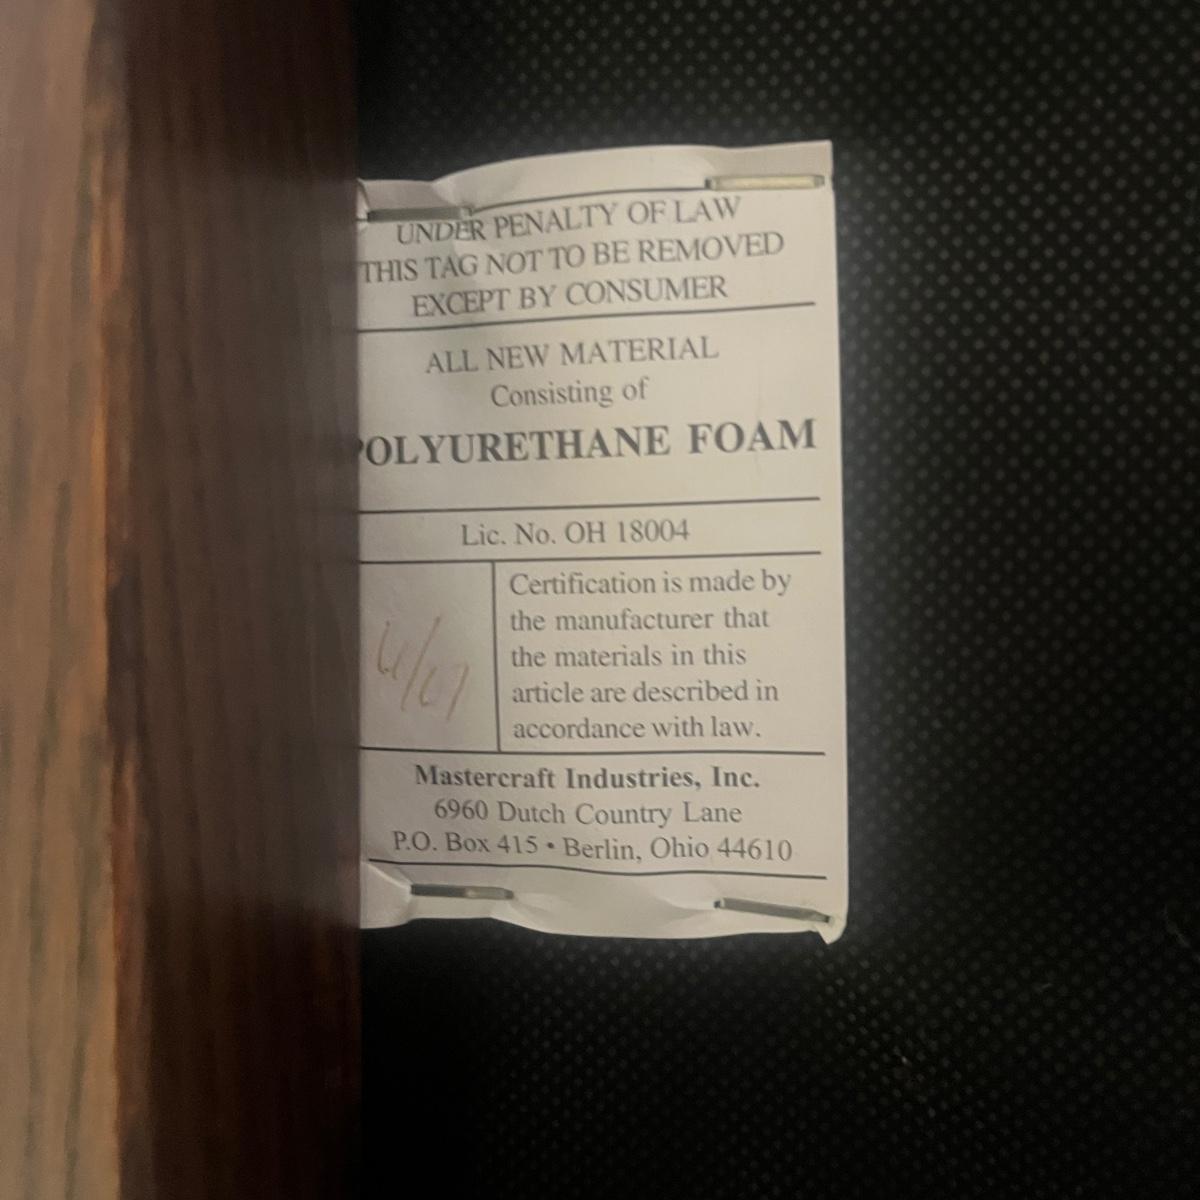 UNDER PENALTY OF LAW
THIS TAG NOT TO BE REMOVED
EXCEPT BY CONSUMER
ALL NEW MATERIAL
Consisting of
POLYURETHANE FOAM
Lic. No. OH 18004
Certification is made by
the manufacturer that
the materials in this
article are described in
accordance with law.
Mastercraft Industries, Inc.
6960 Dutch Country Lane
P.O. Box 415 • Berlin, Ohio 44610